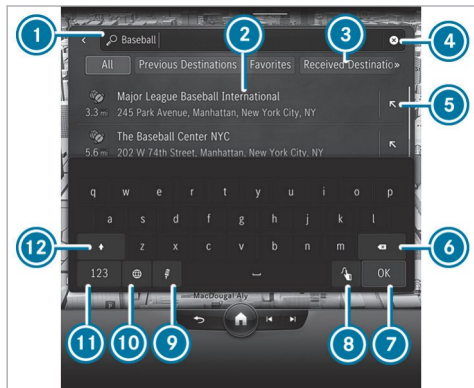 1
2
3
Baseball
4
All
Previous Destinations
Favorites
Received Destinatio»
Major League Baseball International
5
3.3 mi 245 Park Avenue, Manhattan, New York City, NY
The Baseball Center NYC
5.6 mi 202 W 74th Street, Manhattan, New York City, NY
q w e r t y u i o p
a s d f g h j k l
12
z x c v b n m
6
123
OK
MacDougal Aly
11
10
9
8
7